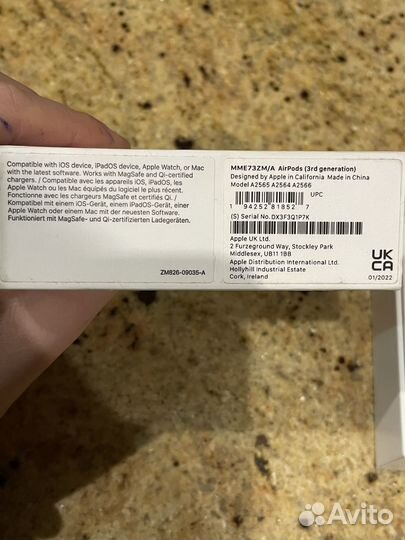 Compatible with iOS device, iPadOS device, Apple Watch, or Mac
with the latest software. Works with MagSafe and Qi-certified
chargers. / Compatible avec les appareils iOS, iPadOS, les
Apple Watch ou les Mac équipés du logiciel le plus récent.
Fonctionne avec les chargeurs MagSafe et certifiés Qi. /
Kompatibel mit einem iOS-Gerät, einem iPadOS-Gerät, einer
Apple Watch oder einem Mac mit der neuesten Software.
Funktioniert mit MagSafe- und Qi-zertifizierten Ladegeräten.
ZM826-09035-A
MME73ZM/A AirPods (3rd generation)
Designed by Apple in California Made in China
Model A2565 A2564 A2566
UPC
1 94252 81852 7
(S) Serial No. DX3F3Q1P7K
Apple UK Ltd.
2 Furzeground Way, Stockley Park
Middlesex, UB11 1BB
Apple Distribution International Ltd.
Hollyhill Industrial Estate
Cork, Ireland
UK
CA
01/2022
Avito